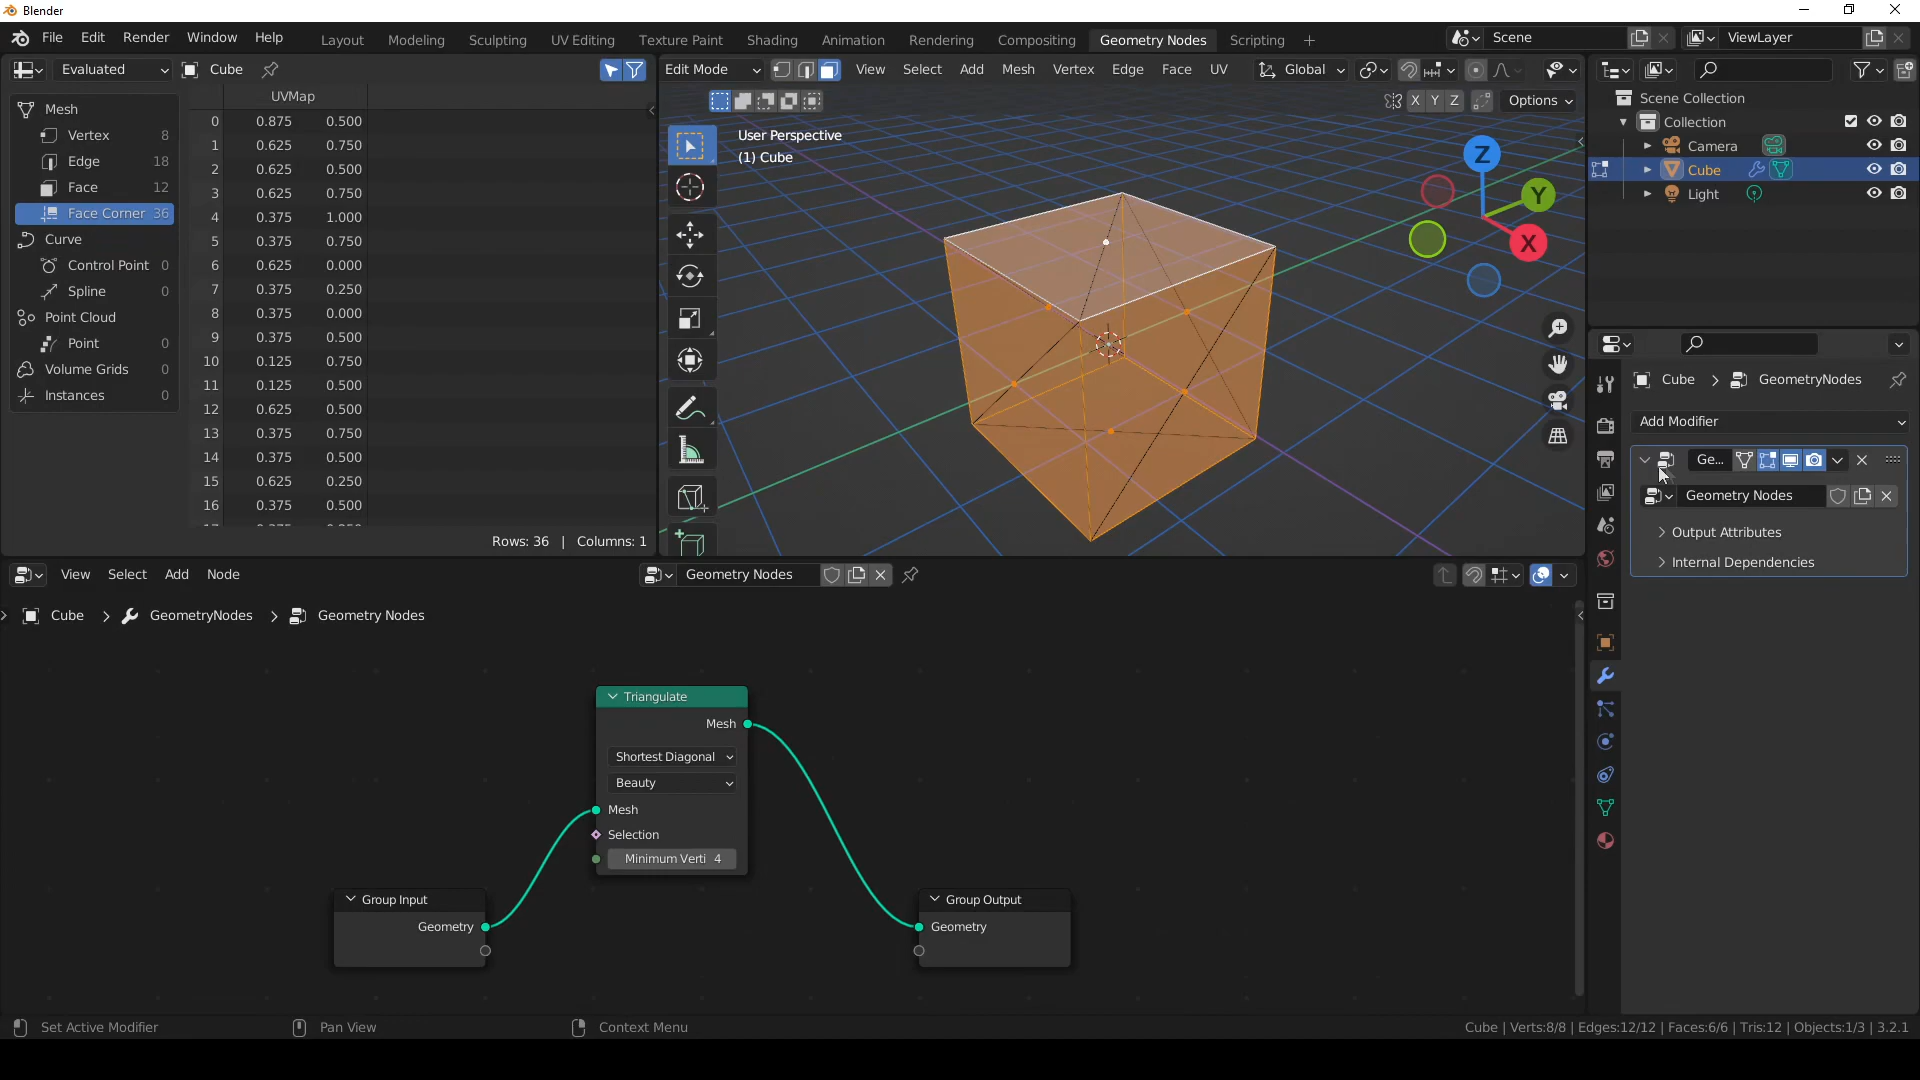 Blender
File Edit Render Window Help
Layout Modeling Sculpting UV Editing Texture Paint Shading Animation Rendering Compositing Geometry Nodes Scripting +
Scene
ViewLayer
Evaluated
Cube
Mesh
Vertex 8
Edge 18
Face 12
Face Corner 36
Curve
Control Point 0
Spline 0
Point Cloud
Point 0
Volume Grids 0
Instances 0
UVMap
0 0.875 0.500
1 0.625 0.750
2 0.625 0.500
3 0.625 0.750
4 0.375 1.000
5 0.375 0.750
6 0.625 0.000
7 0.375 0.250
8 0.375 0.000
9 0.375 0.500
10 0.125 0.750
11 0.125 0.500
12 0.625 0.500
13 0.375 0.750
14 0.375 0.500
15 0.625 0.250
16 0.375 0.500
Rows: 36 | Columns: 1
Edit Mode View Select Add Mesh Vertex Edge Face UV Global
X Y Z Options
User Perspective
(1) Cube
Z
Y
X
Scene Collection
Collection
Camera
Cube
Light
Cube > GeometryNodes
Add Modifier
Ge...
Geometry Nodes
Output Attributes
Internal Dependencies
View Select Add Node
Geometry Nodes
Cube > GeometryNodes > Geometry Nodes
Triangulate
Mesh
Shortest Diagonal
Beauty
Mesh
Selection
Minimum Verti 4
Group Input
Geometry
Group Output
Geometry
Set Active Modifier
Pan View
Context Menu
Cube | Verts:8/8 | Edges:12/12 | Faces:6/6 | Tris:12 | Objects:1/3 | 3.2.1